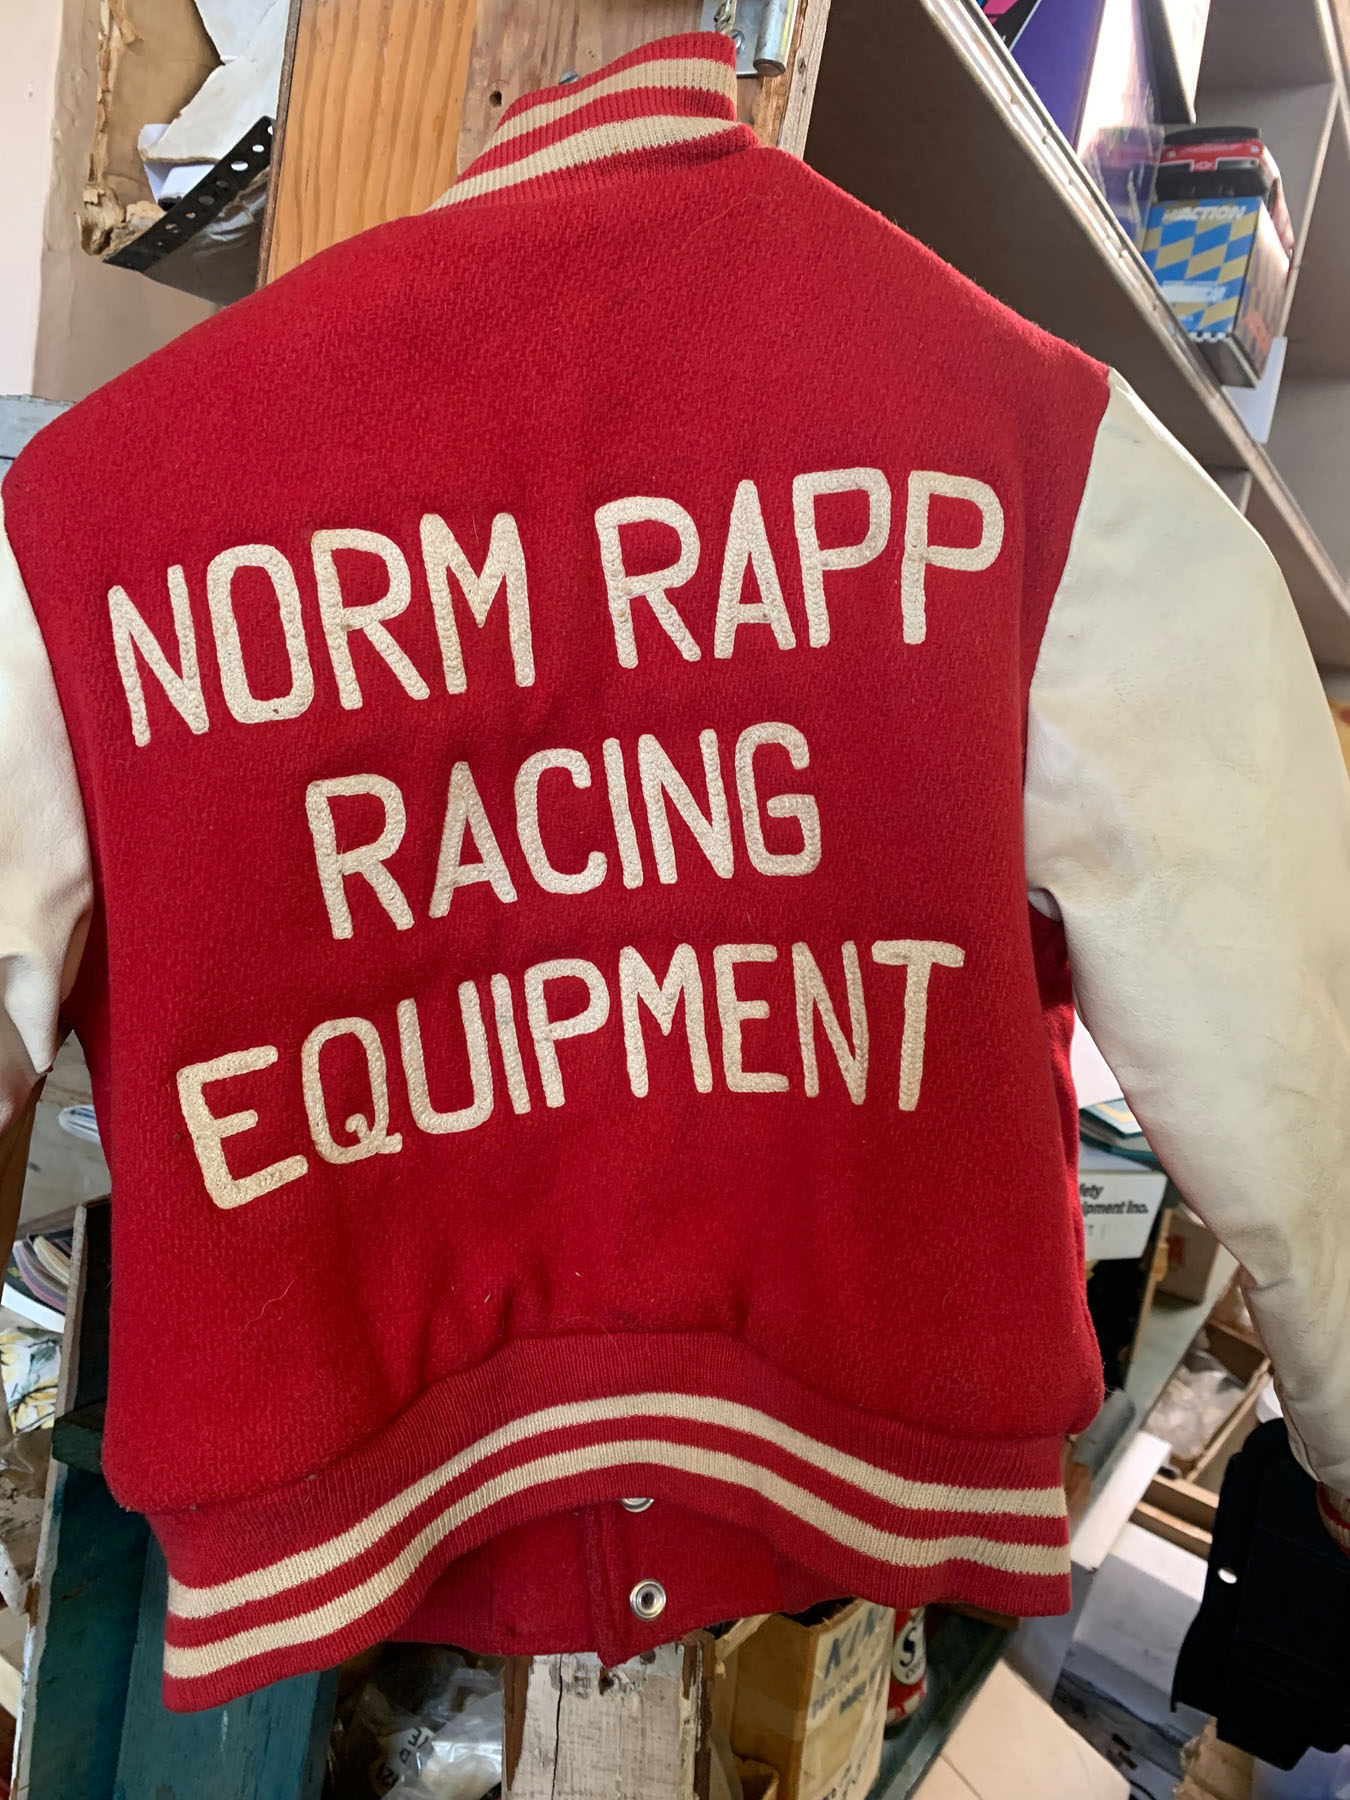 NORM RAPP
RACING
EQUIPMENT
ACTION